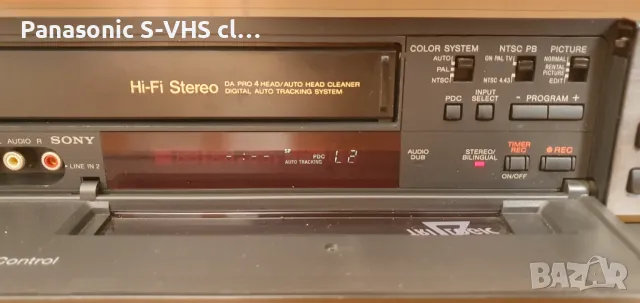 Panasonic S-VHS cl...
COLOR SYSTEM
NTSC PB
PICTURE
AUTO
PAL
NTSC
ON PAL TV
NTSC 4.43
NORMAL
RENTAL PICTURE
EDIT
Hi-Fi Stereo
DA PRO 4 HEAD/AUTO HEAD CLEANER
DIGITAL AUTO TRACKING SYSTEM
PDC
INPUT SELECT
- PROGRAM +
AUDIO R
SONY
LINE IN 2
-:--
SP
PDC
AUTO TRACKING
L2
AUDIO DUB
STEREO/BILINGUAL
TIMER REC
ON/OFF
REC
TRILOGIC
Control
BAZAR
bg